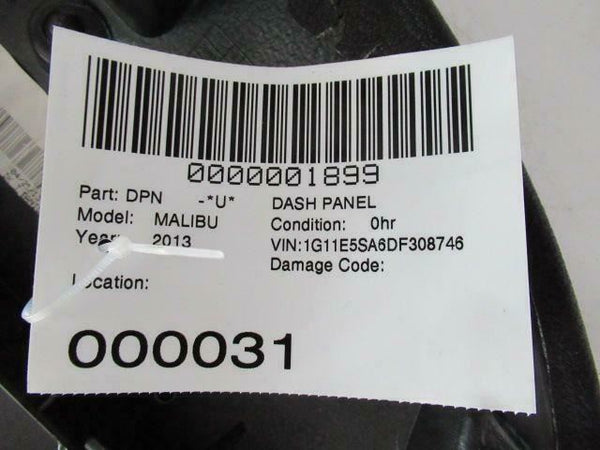 0000001899
Part: DPN -*U* DASH PANEL
Model: MALIBU Condition: 0hr
Year: 2013 VIN:1G11E5SA6DF308746
Damage Code:
Location:
000031